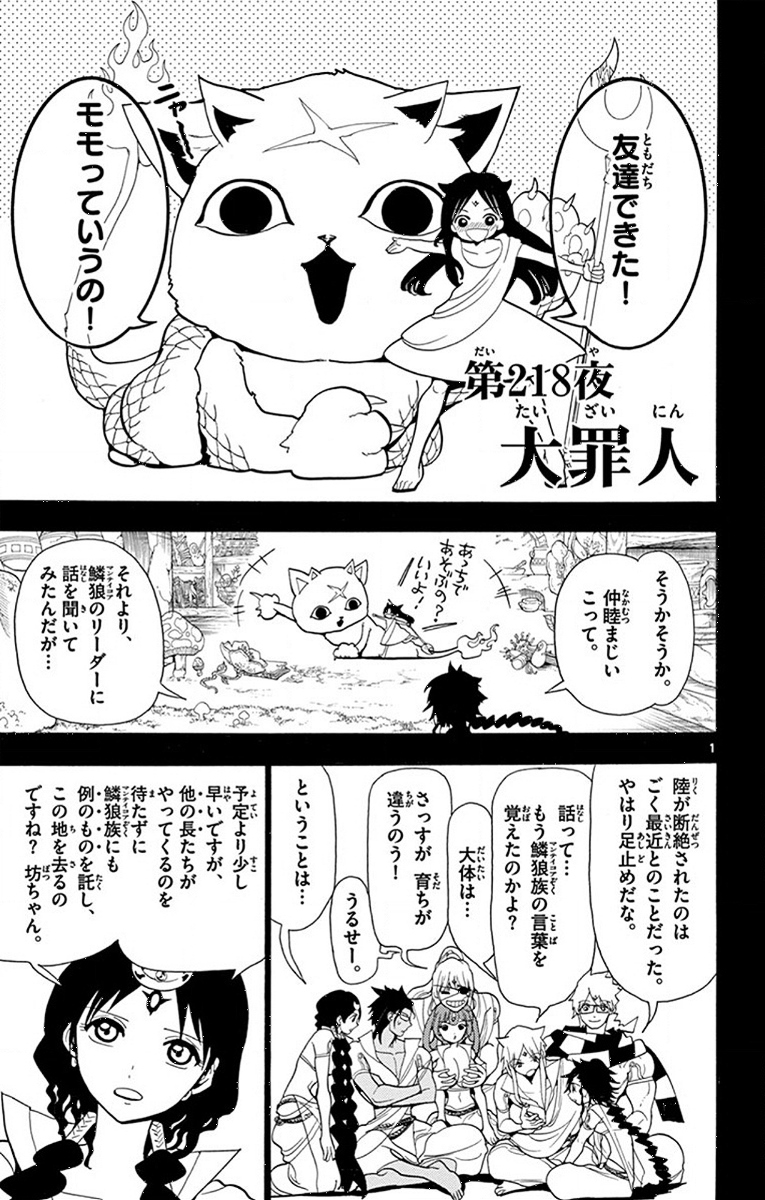 友達できた！
モモっていうの！
ニャー
第218夜
大罪人
そうかそうか。
仲睦まじい
こって。
あっちで
あそぶの？
いいよ！
それより、
鱗狼のリーダーに
話を聞いて
みたんだが…
1
陸が断絶されたのは
ごく最近とのことだった。
やはり足止めだな。
話って…
もう鱗狼族の言葉を
覚えたのかよ？
大体は…
さっすが 育ちが
違うのう！
うるせー。
ということは…
予定より少し
早いですが、
他の長たちが
やってくるのを
待たずに
鱗狼族にも
例のものを託し、
この地を去るの
ですね？ 坊ちゃん。